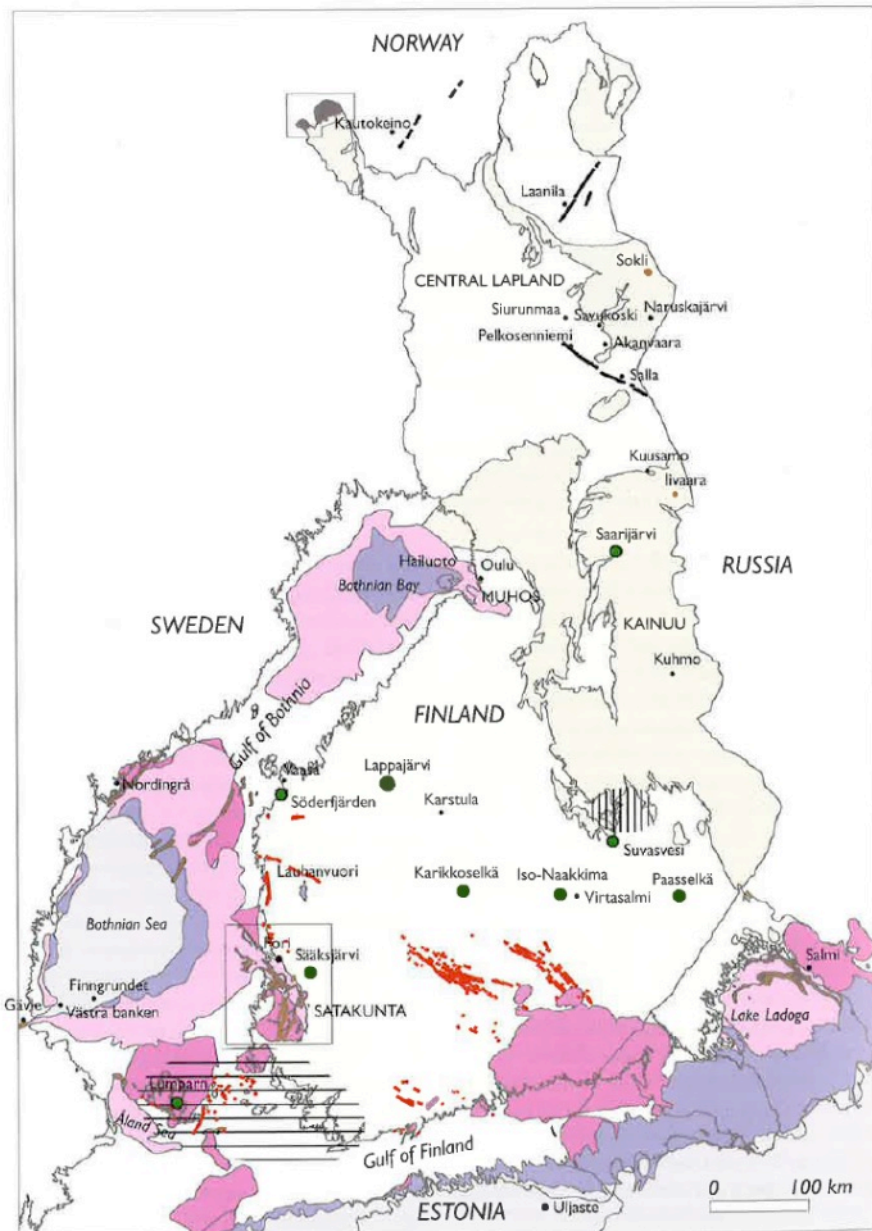 NORWAY
Kautokeino
Laanila
Sokli
CENTRAL LAPLAND
Siurunmaa
Savukoski
Naruskajärvi
Pelkosenniemi
Akanvaara
Salla
Kuusamo
Iivaara
Saarijärvi
RUSSIA
Hailuoto
Oulu
Bothnian Bay
MUHOS
SWEDEN
KAINUU
Kuhmo
Gulf of Bothnia
FINLAND
Vaasa
Lappajärvi
Nordingrå
Söderfjärden
Karstula
Suvasvesi
Lauhanvuori
Karikkoselkä
Iso-Naakkima
Virtasalmi
Paasselkä
Bothnian Sea
Pori
Sääksjärvi
Salmi
Finngrundet
Gävle
Västra banken
SATAKUNTA
Lake Ladoga
Lumparn
Åland Sea
Gulf of Finland
0 100 km
ESTONIA
Uljaste